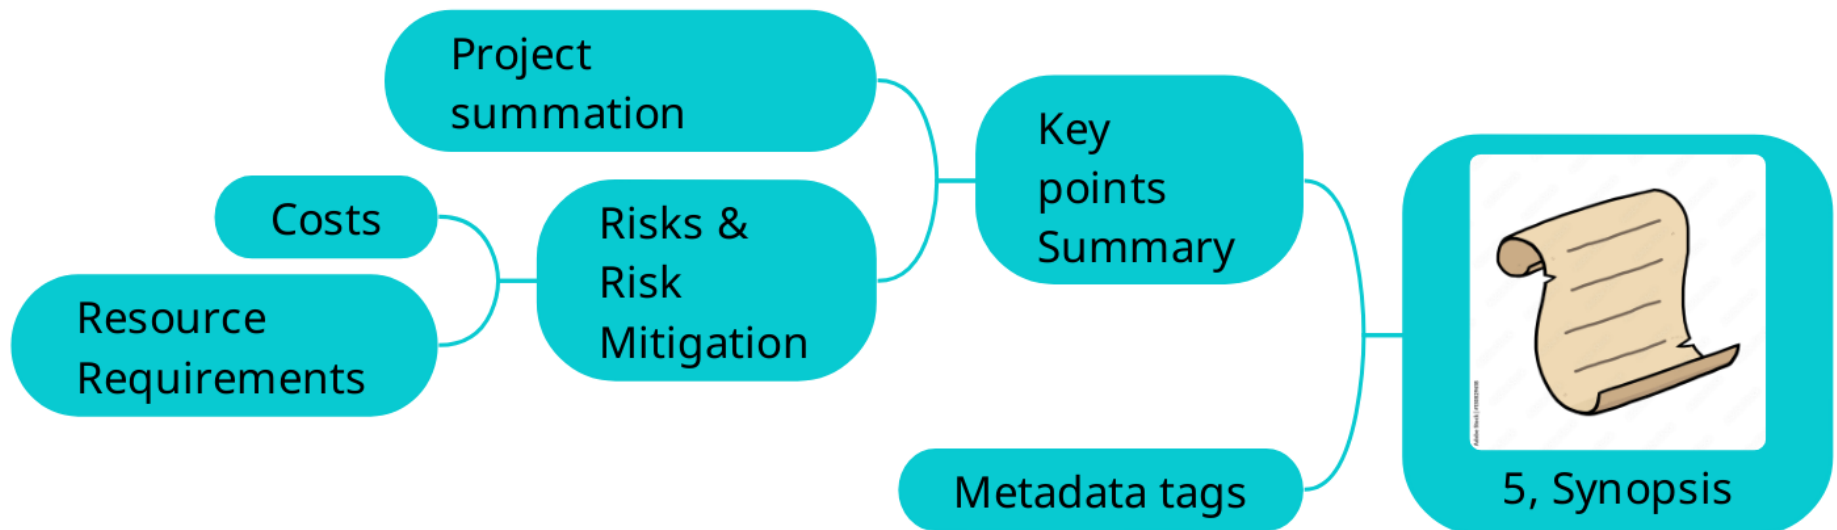 Project
summation
Key
points
Summary
Costs
Risks &
Risk
Mitigation
Resource
Requirements
Metadata tags
5, Synopsis